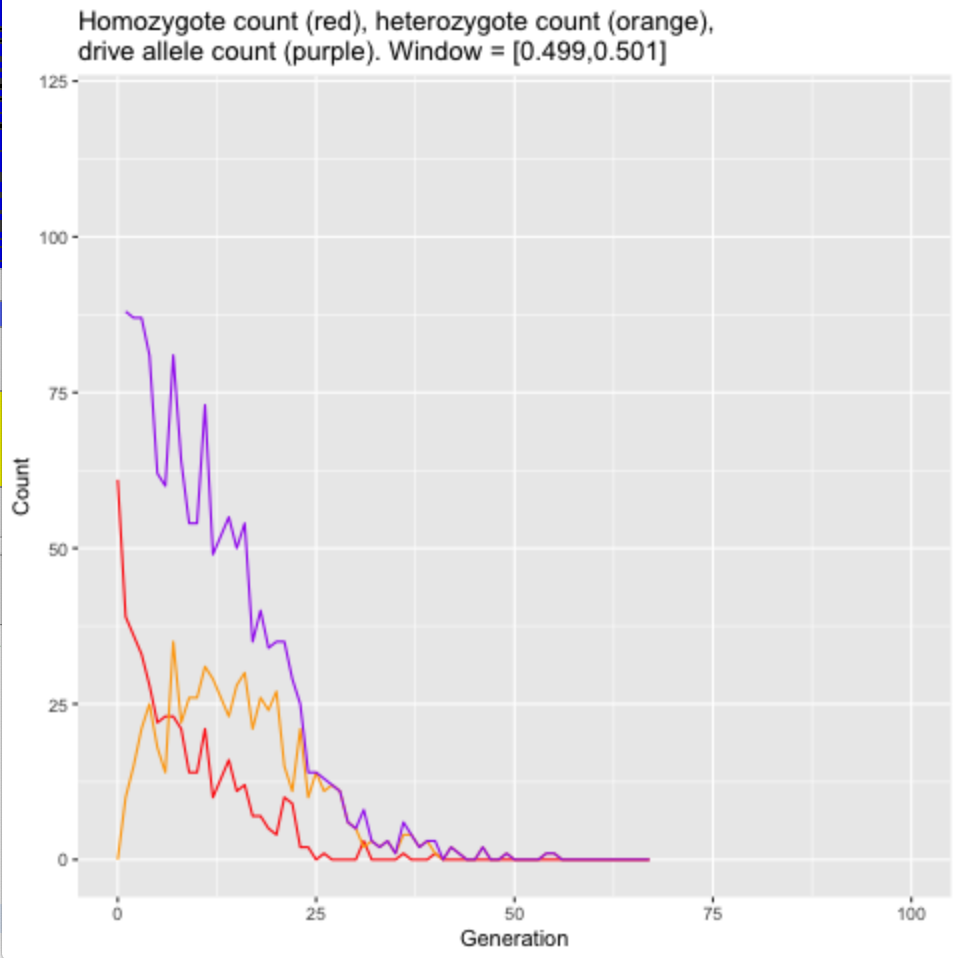 Homozygote count (red), heterozygote count (orange),
drive allele count (purple). Window = [0.499,0.501]
125
100
75
50
25
0
Count
0 25 50 75 100
Generation